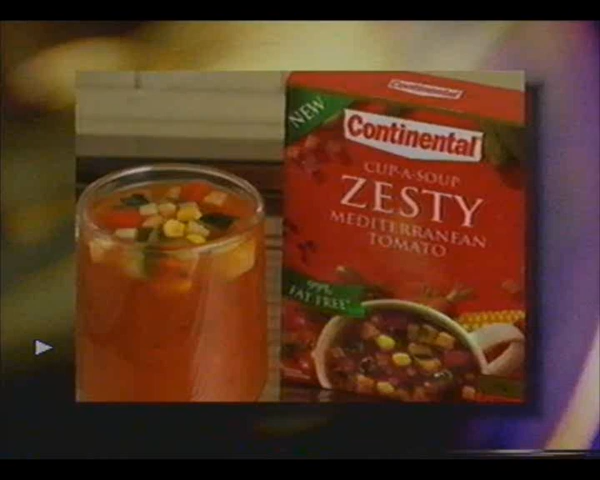 Continental
NEW
Continental
CUP-A-SOUP
ZESTY
MEDITERRANEAN
TOMATO
99%
FAT FREE*